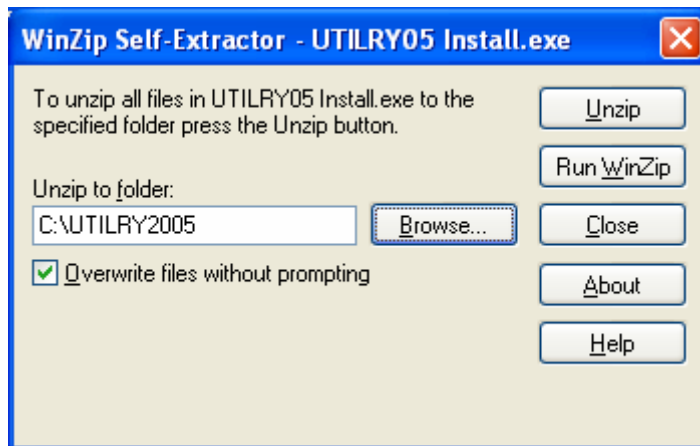 WinZip Self-Extractor - UTILRY05 Install.exe
To unzip all files in UTILRY05 Install.exe to the
specified folder press the Unzip button.
Unzip to folder:
C:\UTILRY2005
Browse...
Overwrite files without prompting
Unzip
Run WinZip
Close
About
Help